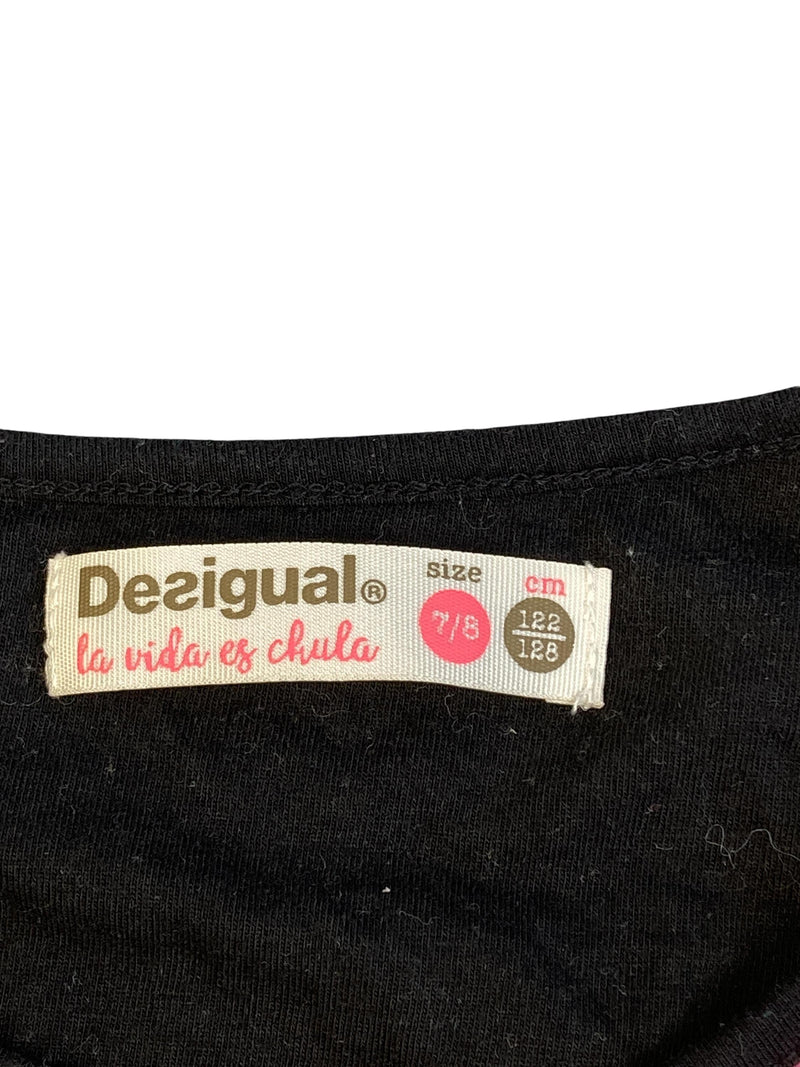 Desigual®
la vida es chula
size
7/8
cm
122
128